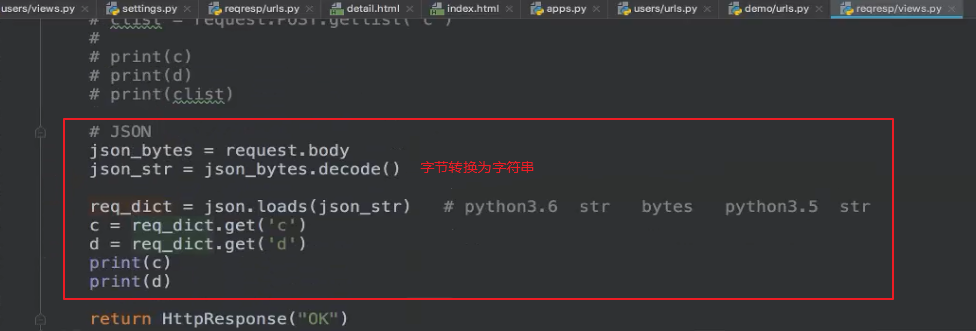 users/views.py settings.py reqresp/urls.py detail.html index.html apps.py users/urls.py demo/urls.py reqresp/views.py
# clist = request.POST.getlist('c')
#
# print(c)
# print(d)
# print(clist)
# JSON
json_bytes = request.body
json_str = json_bytes.decode() 字节转换为字符串
req_dict = json.loads(json_str) # python3.6 str bytes python3.5 str
c = req_dict.get('c')
d = req_dict.get('d')
print(c)
print(d)
return HttpResponse("OK")